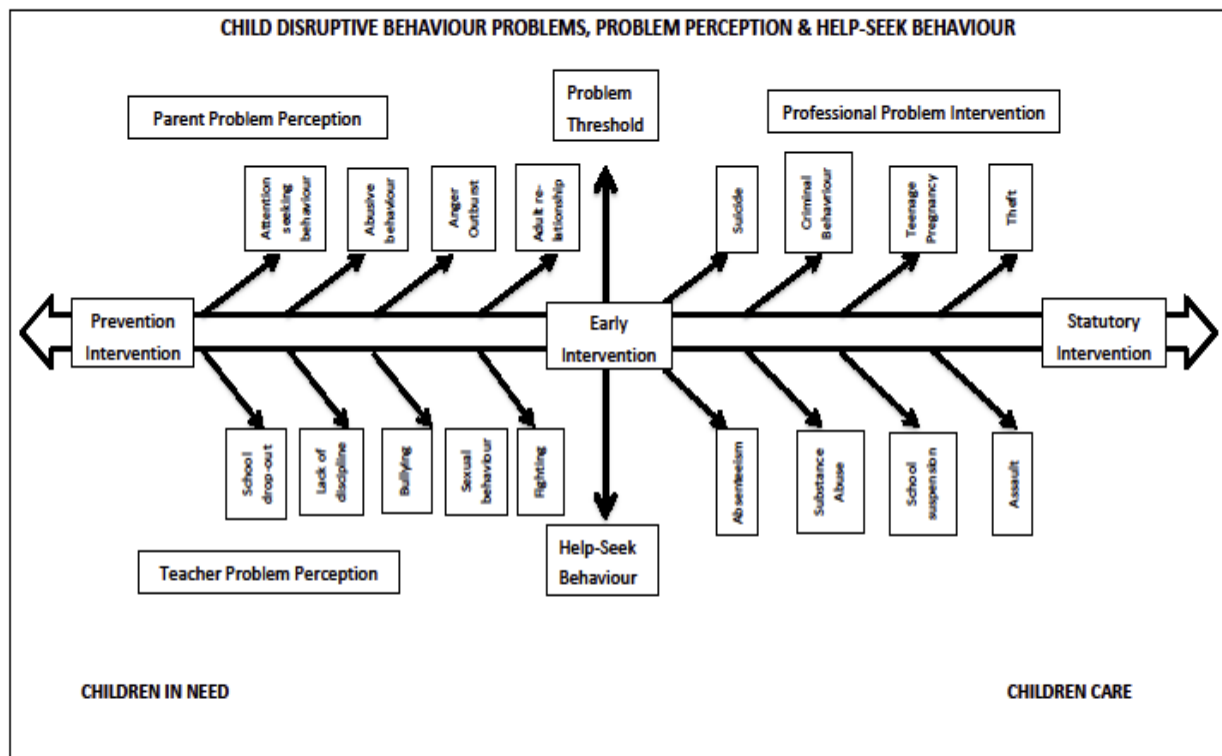 CHILD DISRUPTIVE BEHAVIOUR PROBLEMS, PROBLEM PERCEPTION & HELP-SEEK BEHAVIOUR
Parent Problem Perception
Problem
Threshold
Professional Problem Intervention
Attention
seeking
behaviour
Abusive
behaviour
Anger
Outburst
Adult re-
lationship
Suicide
Criminal
Behavriour
Teenage
Pregnancy
Theft
Prevention
Intervention
Early
Intervention
Statutory
Intervention
School
drop-out
Lack of
discipline
Bullying
Sexual
behaviour
Fighting
Absenteeism
Substance
Abuse
School
suspension
Assault
Teacher Problem Perception
Help-Seek
Behaviour
CHILDREN IN NEED
CHILDREN CARE